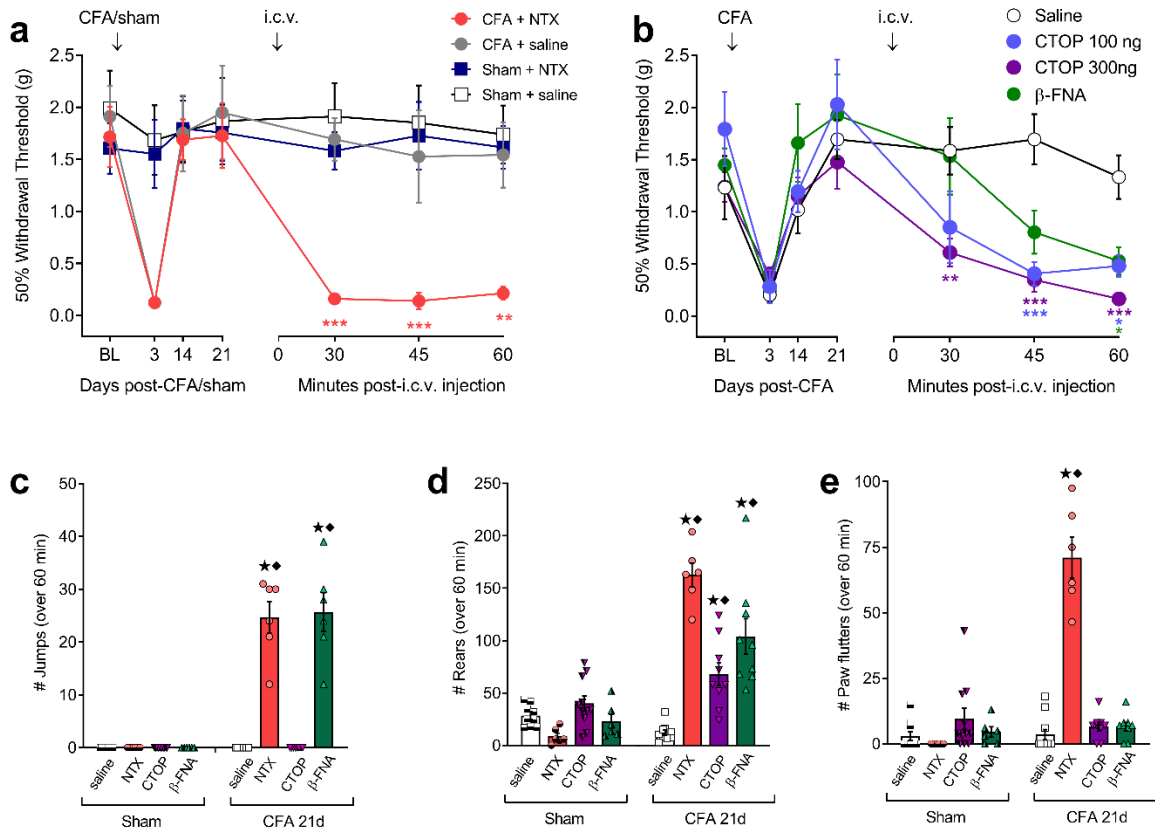 a
CFA/sham
i.c.v.
CFA + NTX
CFA + saline
Sham + NTX
Sham + saline
50% Withdrawal Threshold (g)
2.5
2.0
1.5
1.0
0.5
0.0
*** *** **
BL 3 14 21 0 30 45 60
Days post-CFA/sham
Minutes post-i.c.v. injection
b
CFA
i.c.v.
Saline
CTOP 100 ng
CTOP 300ng
β-FNA
50% Withdrawal Threshold (g)
2.5
2.0
1.5
1.0
0.5
0.0
**
*** ***
*** *
*
BL 3 14 21 0 30 45 60
Days post-CFA
Minutes post-i.c.v. injection
c
# Jumps (over 60 min)
50
40
30
20
10
0
★◆ ★◆
saline NTX CTOP β-FNA saline NTX CTOP β-FNA
Sham CFA 21d
d
# Rears (over 60 min)
250
200
150
100
50
0
★◆ ★◆ ★◆
saline NTX CTOP β-FNA saline NTX CTOP β-FNA
Sham CFA 21d
e
# Paw flutters (over 60 min)
100
75
50
25
0
★◆
saline NTX CTOP β-FNA saline NTX CTOP β-FNA
Sham CFA 21d